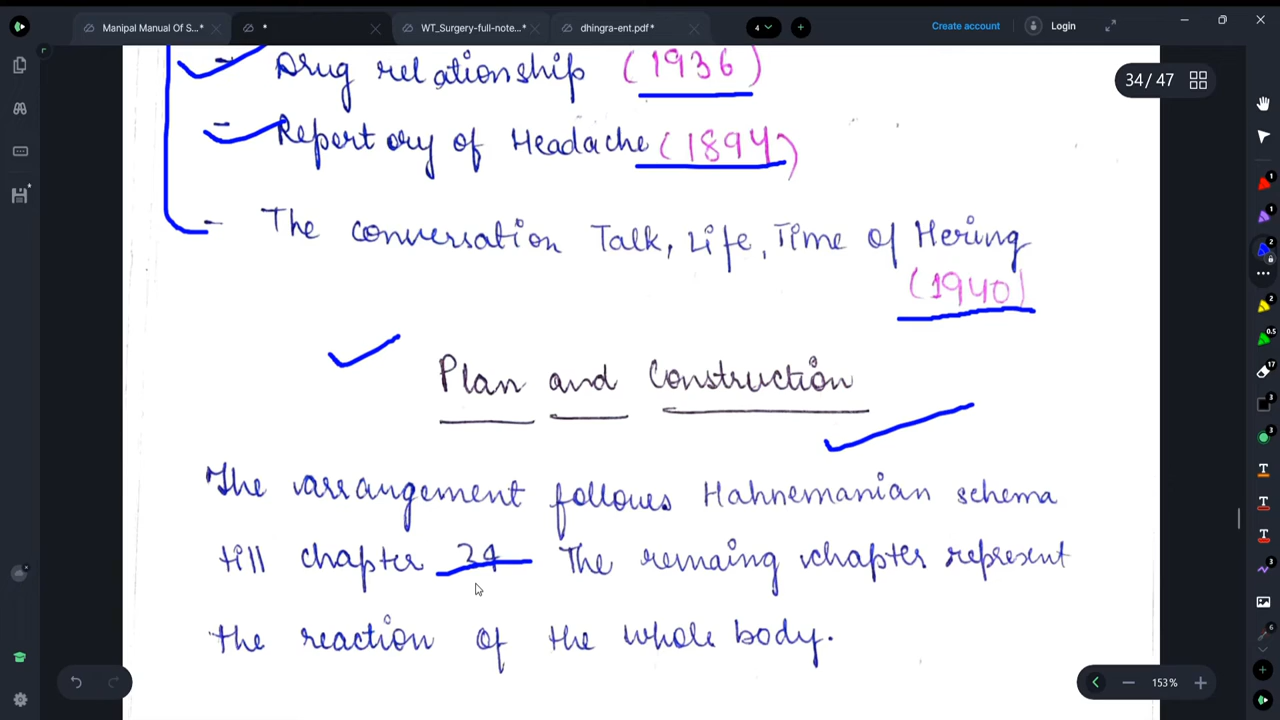 Manipal Manual Of S...*
*
WT_Surgery-full-note...*
dhingra-ent.pdf*
4
Create account
Login
34 / 47
- Drug relationship (1936)
- Repertory of Headache (1894)
- The conversation Talk, Life, Time of Hering
(1940)
Plan and Construction
The arrangement follows Hahnemanian schema
till chapter 24 The remaing chapter represent
the reaction of the whole body.
153%